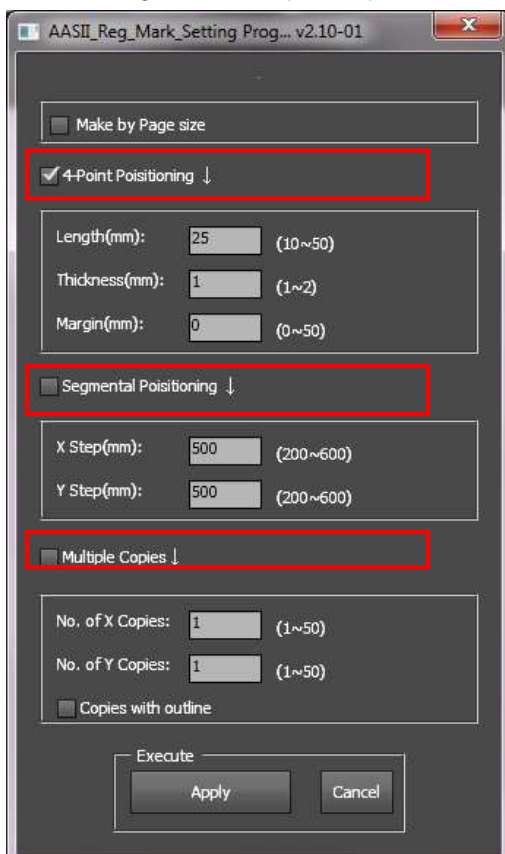 AASII_Reg_Mark_Setting Prog... v2.10-01
Make by Page size
4-Point Poisitioning ↓
Length(mm): 25 (10~50)
Thickness(mm): 1 (1~2)
Margin(mm): 0 (0~50)
Segmental Poisitioning ↓
X Step(mm): 500 (200~600)
Y Step(mm): 500 (200~600)
Multiple Copies ↓
No. of X Copies: 1 (1~50)
No. of Y Copies: 1 (1~50)
Copies with outline
Execute
Apply Cancel